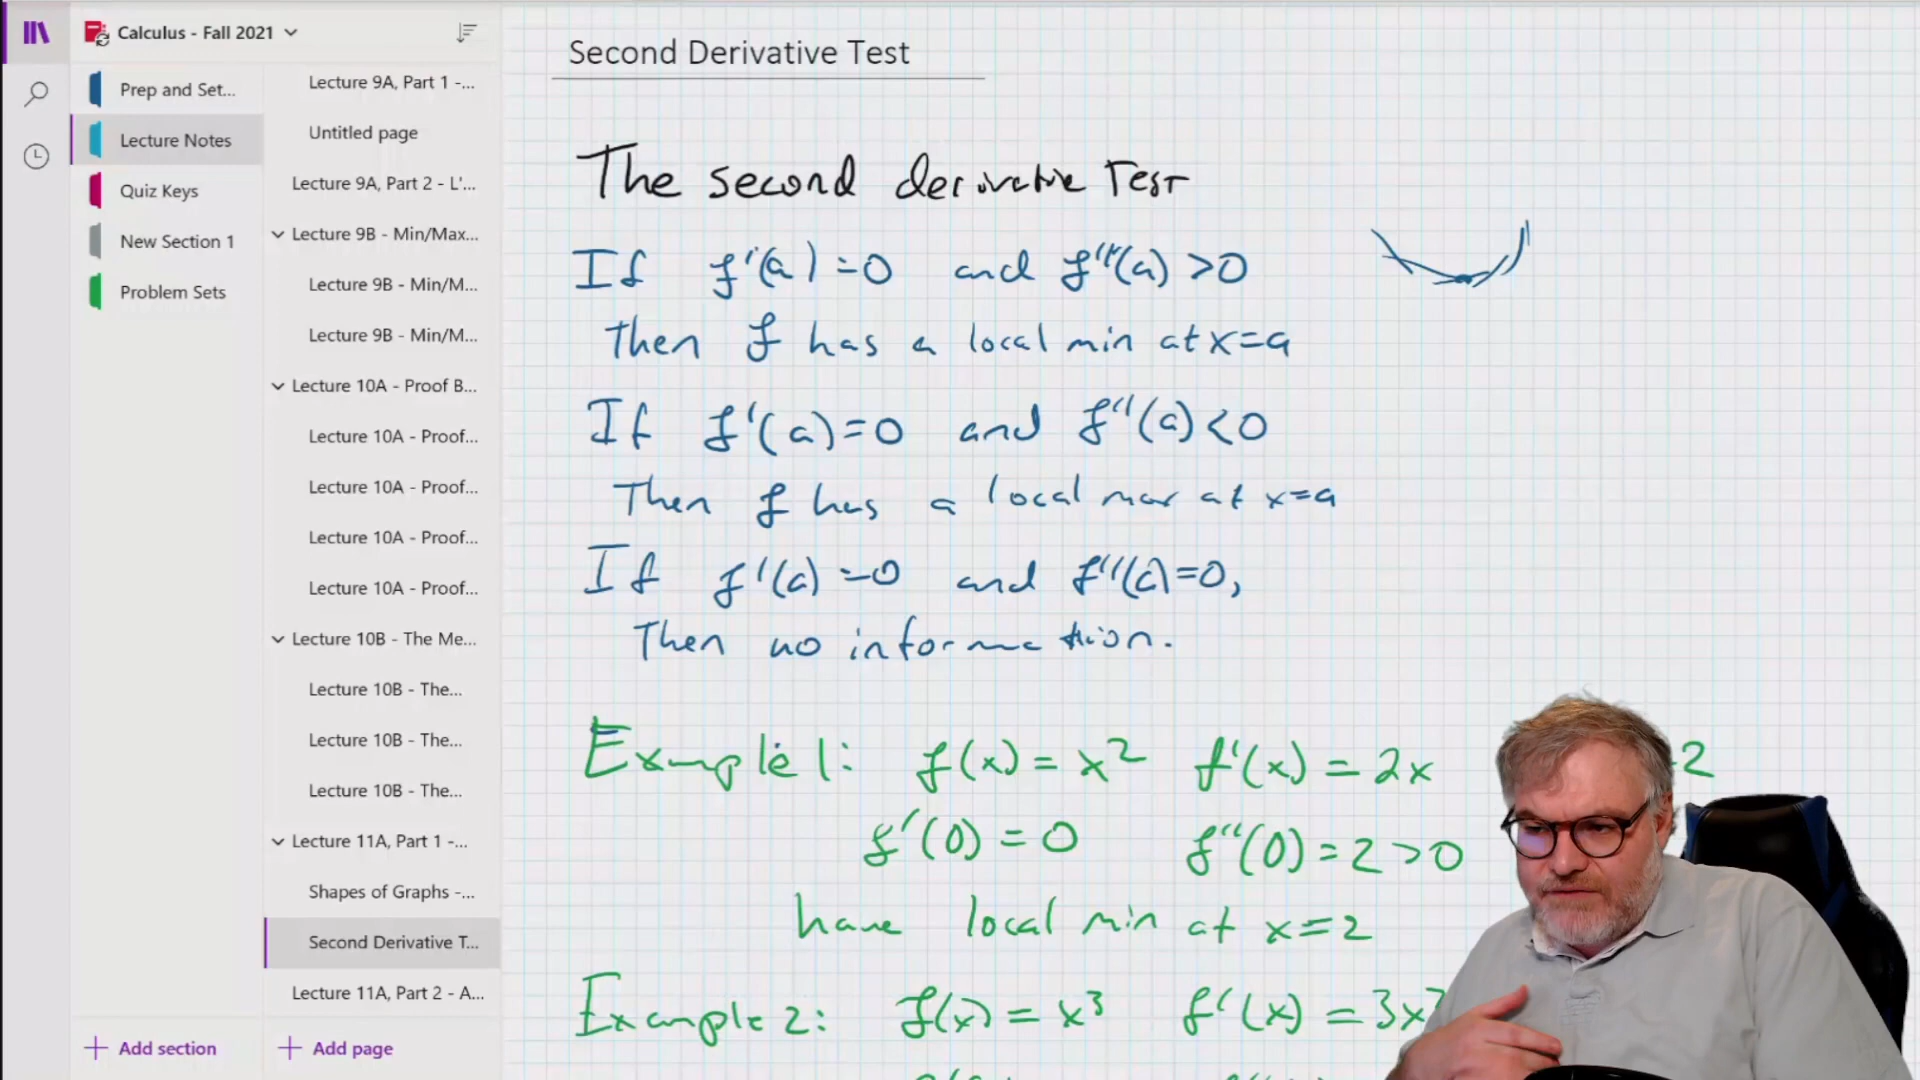 Calculus - Fall 2021
Prep and Set...
Lecture Notes
Quiz Keys
New Section 1
Problem Sets
Add section
Lecture 9A, Part 1 -...
Untitled page
Lecture 9A, Part 2 - L'...
Lecture 9B - Min/Max...
Lecture 9B - Min/M...
Lecture 9B - Min/M...
Lecture 10A - Proof B...
Lecture 10A - Proof...
Lecture 10A - Proof...
Lecture 10A - Proof...
Lecture 10A - Proof...
Lecture 10B - The Me...
Lecture 10B - The...
Lecture 10B - The...
Lecture 10B - The...
Lecture 11A, Part 1 -...
Shapes of Graphs -...
Second Derivative T...
Lecture 11A, Part 2 - A...
Add page
Second Derivative Test
The second derivative Test
If f'(a) = 0 and f''(a) > 0
Then f has a local min at x=a
If f'(a) = 0 and f''(a) < 0
Then f has a local max at x=a
If f'(a) = 0 and f''(a) = 0,
Then no information.
Example 1: f(x) = x² f'(x) = 2x 2
f'(0) = 0 f''(0) = 2 > 0
have local min at x = 2
Example 2: f(x) = x³ f'(x) = 3x²